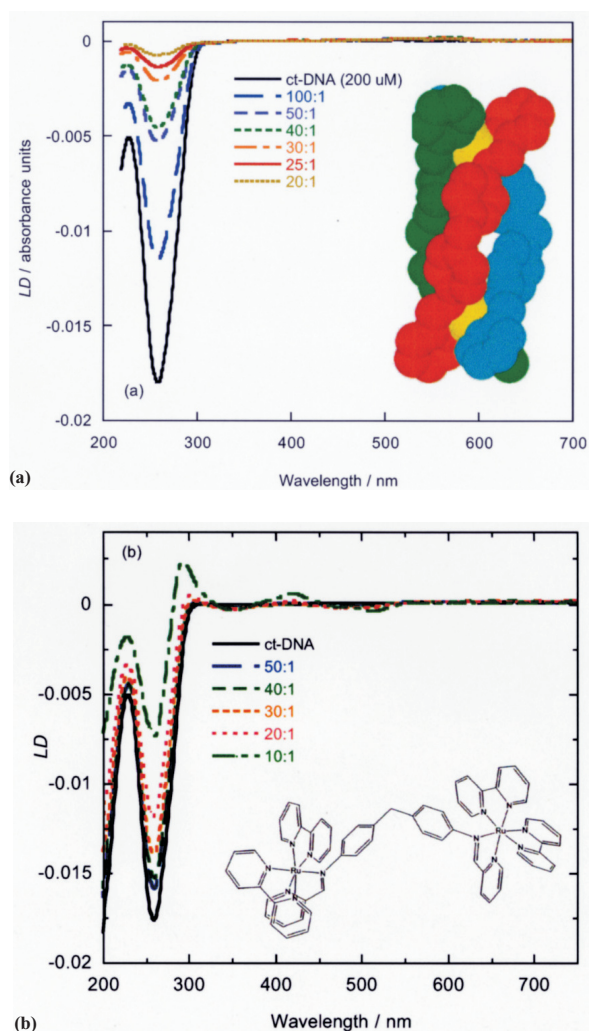 0
-0.005
-0.01
-0.015
-0.02
LD / absorbance units
ct-DNA (200 uM)
100:1
50:1
40:1
30:1
25:1
20:1
(a)
200 300 400 500 600 700
Wavelength / nm
(a)
(b)
0
-0.005
-0.01
-0.015
-0.02
LD
ct-DNA
50:1
40:1
30:1
20:1
10:1
Ru
N
N
N
Ru
N
N
N
N
N
200 300 400 500 600 700
Wavelength / nm
(b)